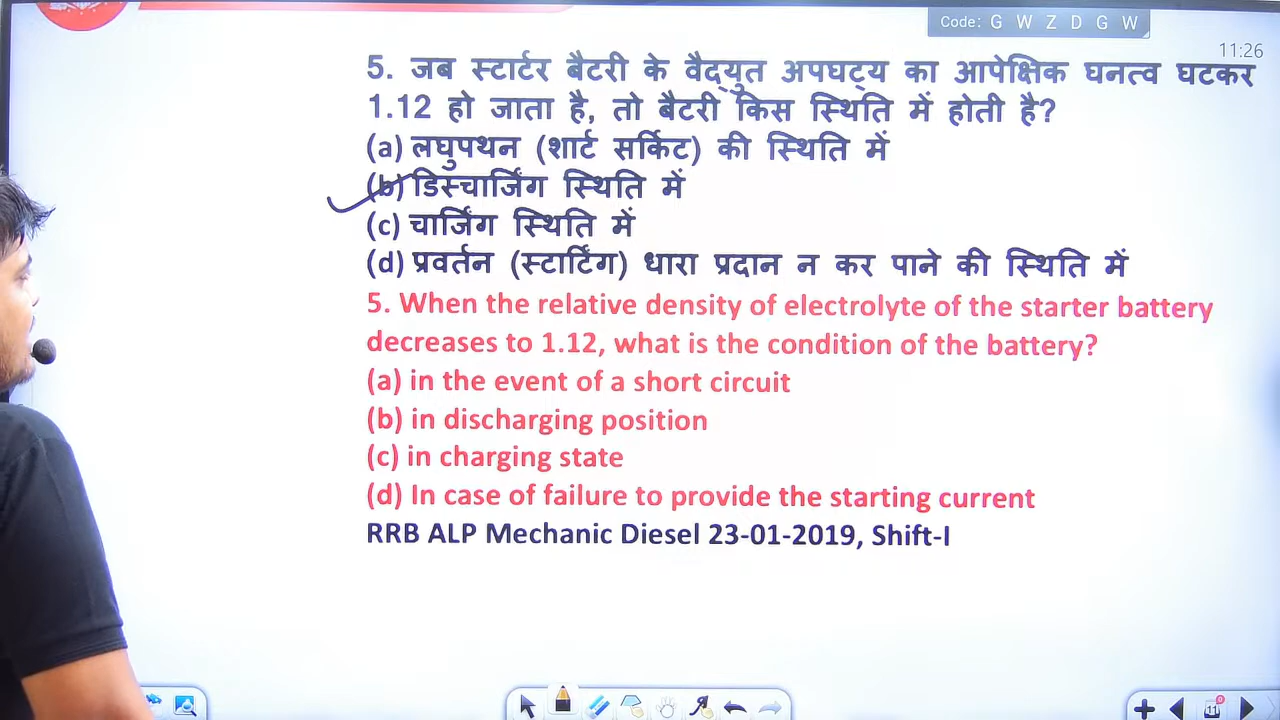 Code: G W Z D G W
11:26
5. जब स्टार्टर बैटरी के वैद्युत अपघट्य का आपेक्षिक घनत्व घटकर
1.12 हो जाता है, तो बैटरी किस स्थिति में होती है?
(a) लघुपथन (शार्ट सर्किट) की स्थिति में
(b) डिस्चार्जिंग स्थिति में
(c) चार्जिंग स्थिति में
(d) प्रवर्तन (स्टार्टिंग) धारा प्रदान न कर पाने की स्थिति में
5. When the relative density of electrolyte of the starter battery
decreases to 1.12, what is the condition of the battery?
(a) in the event of a short circuit
(b) in discharging position
(c) in charging state
(d) In case of failure to provide the starting current
RRB ALP Mechanic Diesel 23-01-2019, Shift-I
11